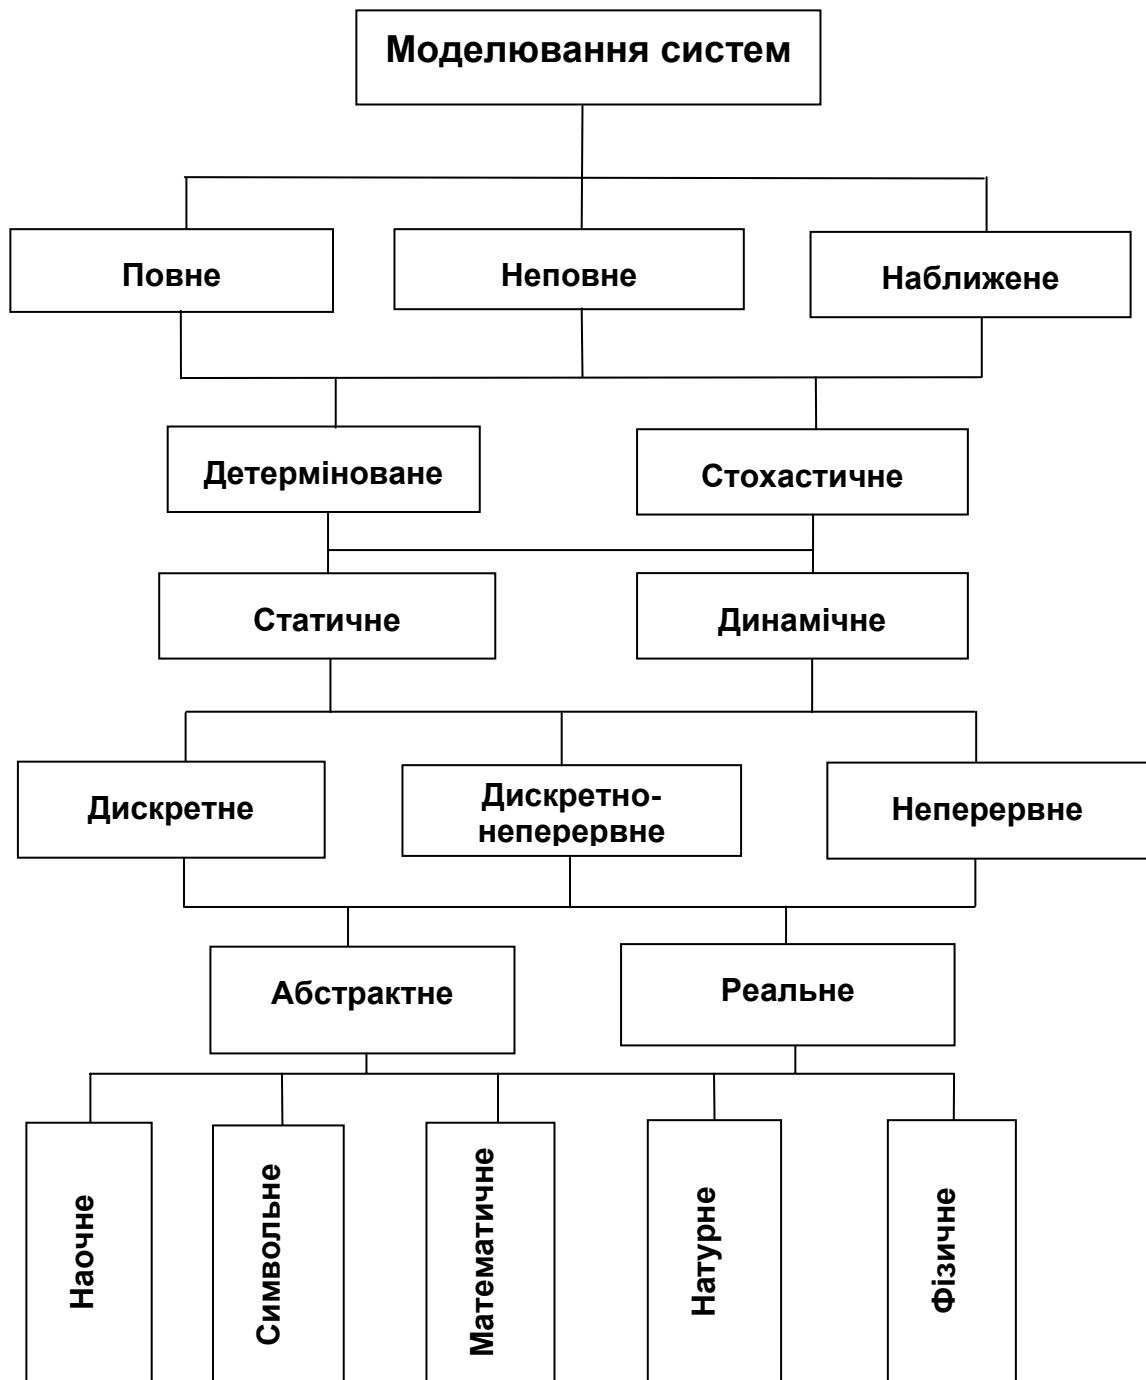 Моделювання систем
Повне
Неповне
Наближене
Детерміноване
Стохастичне
Статичне
Динамічне
Дискретне
Дискретно-
неперервне
Неперервне
Абстрактне
Реальне
Наочне
Символьне
Математичне
Натурне
Фізичне